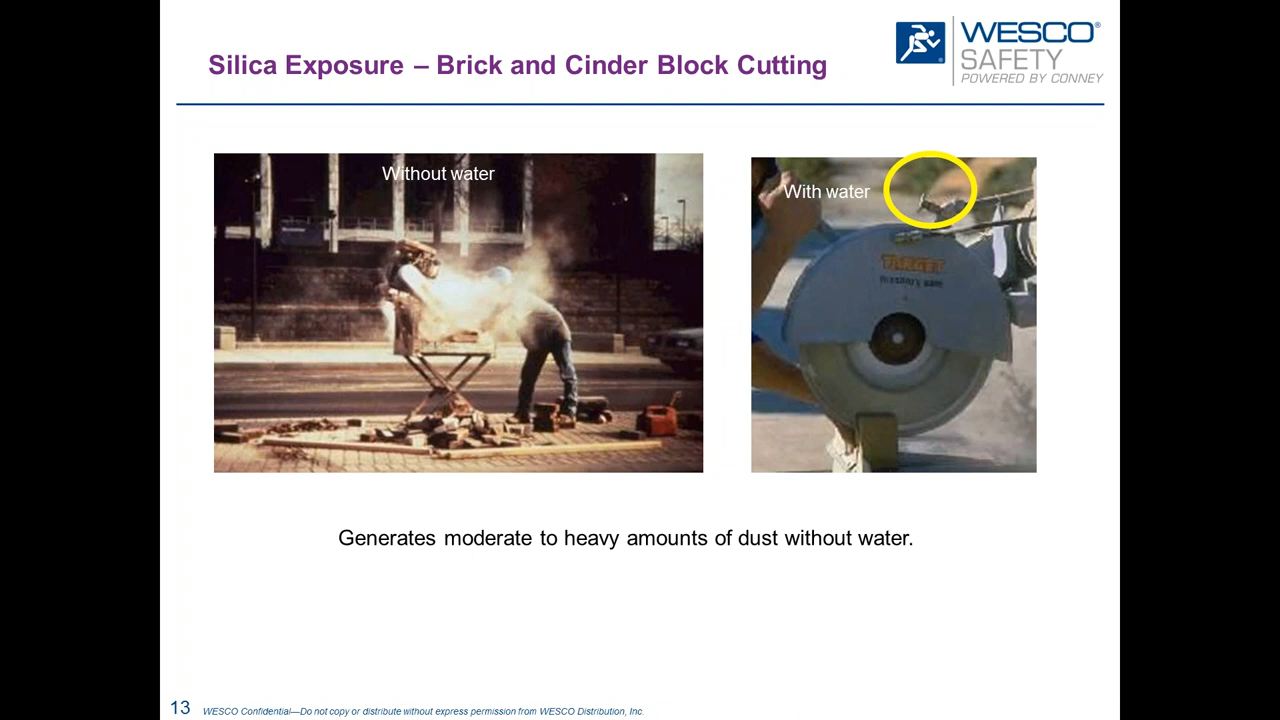 Silica Exposure – Brick and Cinder Block Cutting
WESCO®
SAFETY
POWERED BY CONNEY
Without water
With water
TARGET
MASONRY SAW
Generates moderate to heavy amounts of dust without water.
13
WESCO Confidential—Do not copy or distribute without express permission from WESCO Distribution, Inc.